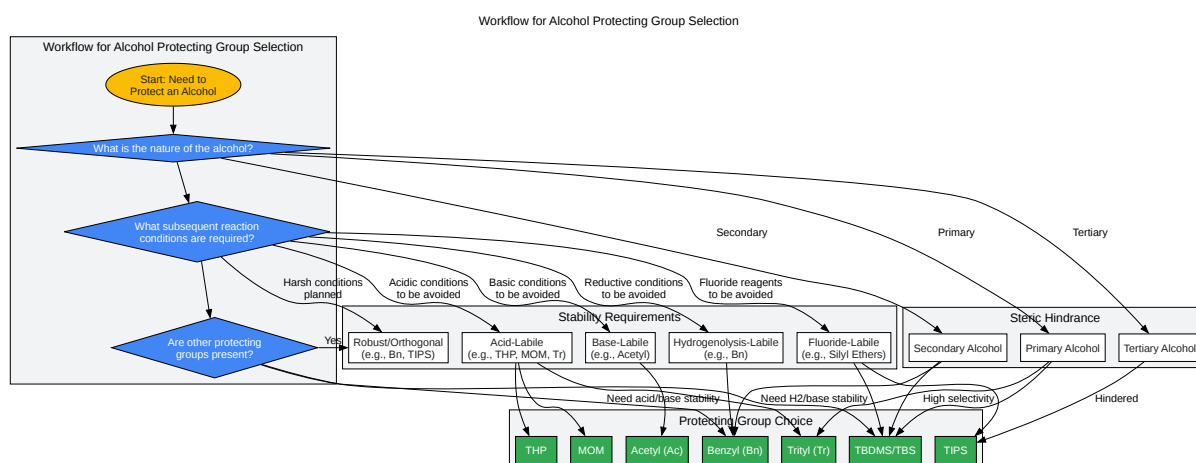 Workflow for Alcohol Protecting Group Selection
Workflow for Alcohol Protecting Group Selection
Start: Need to
Protect an Alcohol
What is the nature of the alcohol?
What subsequent reaction
conditions are required?
Secondary
Primary
Tertiary
Harsh conditions
planned
Acidic conditions
to be avoided
Basic conditions
to be avoided
Reductive conditions
to be avoided
Fluoride reagents
to be avoided
Are other protecting
groups present?
Yes
Stability Requirements
Robust/Orthogonal
(e.g., Bn, TIPS)
Acid-Labile
(e.g., THP, MOM, Tr)
Base-Labile
(e.g., Acetyl)
Hydrogenolysis-Labile
(e.g., Bn)
Fluoride-Labile
(e.g., Silyl Ethers)
Steric Hindrance
Secondary Alcohol
Primary Alcohol
Tertiary Alcohol
Need acid/base stability
Need H2/base stability
High selectivity
Hindered
Protecting Group Choice
THP
MOM
Acetyl (Ac)
Benzyl (Bn)
Trityl (Tr)
TBDMS/TBS
TIPS